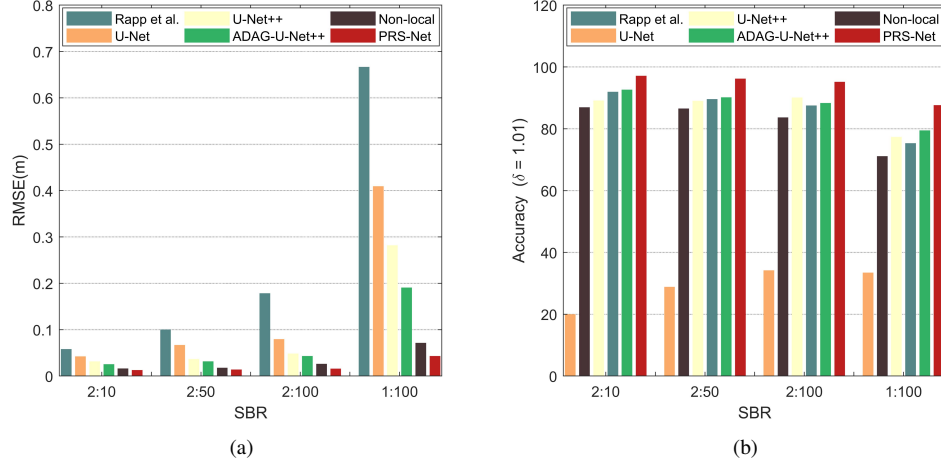 Rapp et al. U-Net++ Non-local
U-Net ADAG-U-Net++ PRS-Net
RMSE(m)
0.8
0.7
0.6
0.5
0.4
0.3
0.2
0.1
0
2:10 2:50 2:100 1:100
SBR
(a)
Rapp et al. U-Net++ Non-local
U-Net ADAG-U-Net++ PRS-Net
Accuracy (δ = 1.01)
120
100
80
60
40
20
0
2:10 2:50 2:100 1:100
SBR
(b)